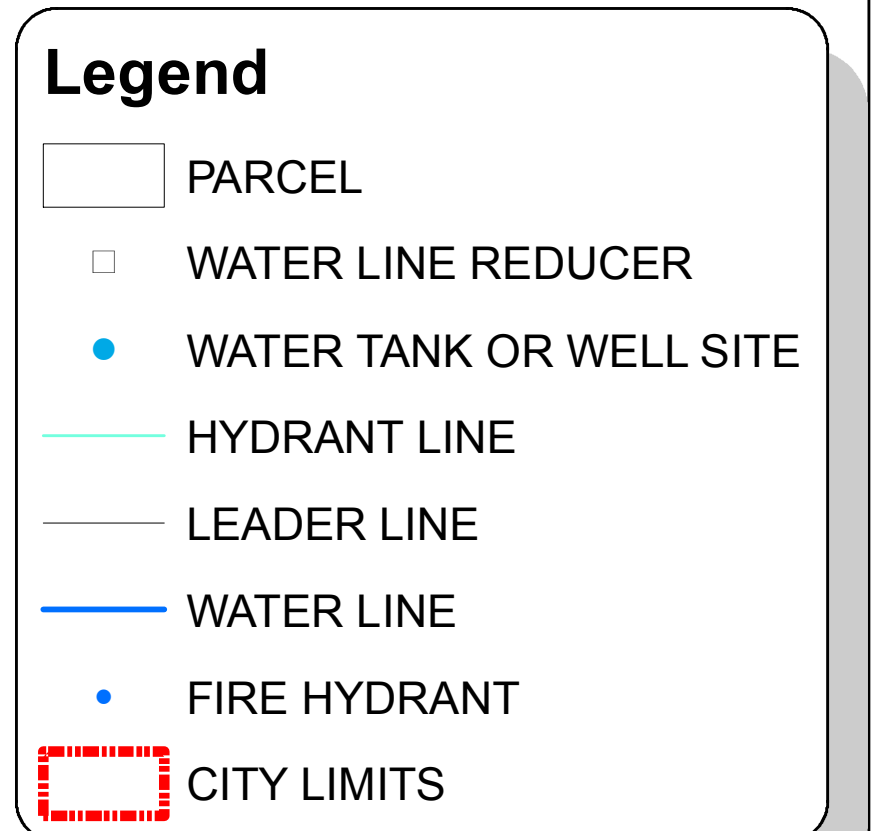 Legend
PARCEL
WATER LINE REDUCER
WATER TANK OR WELL SITE
HYDRANT LINE
LEADER LINE
WATER LINE
FIRE HYDRANT
CITY LIMITS